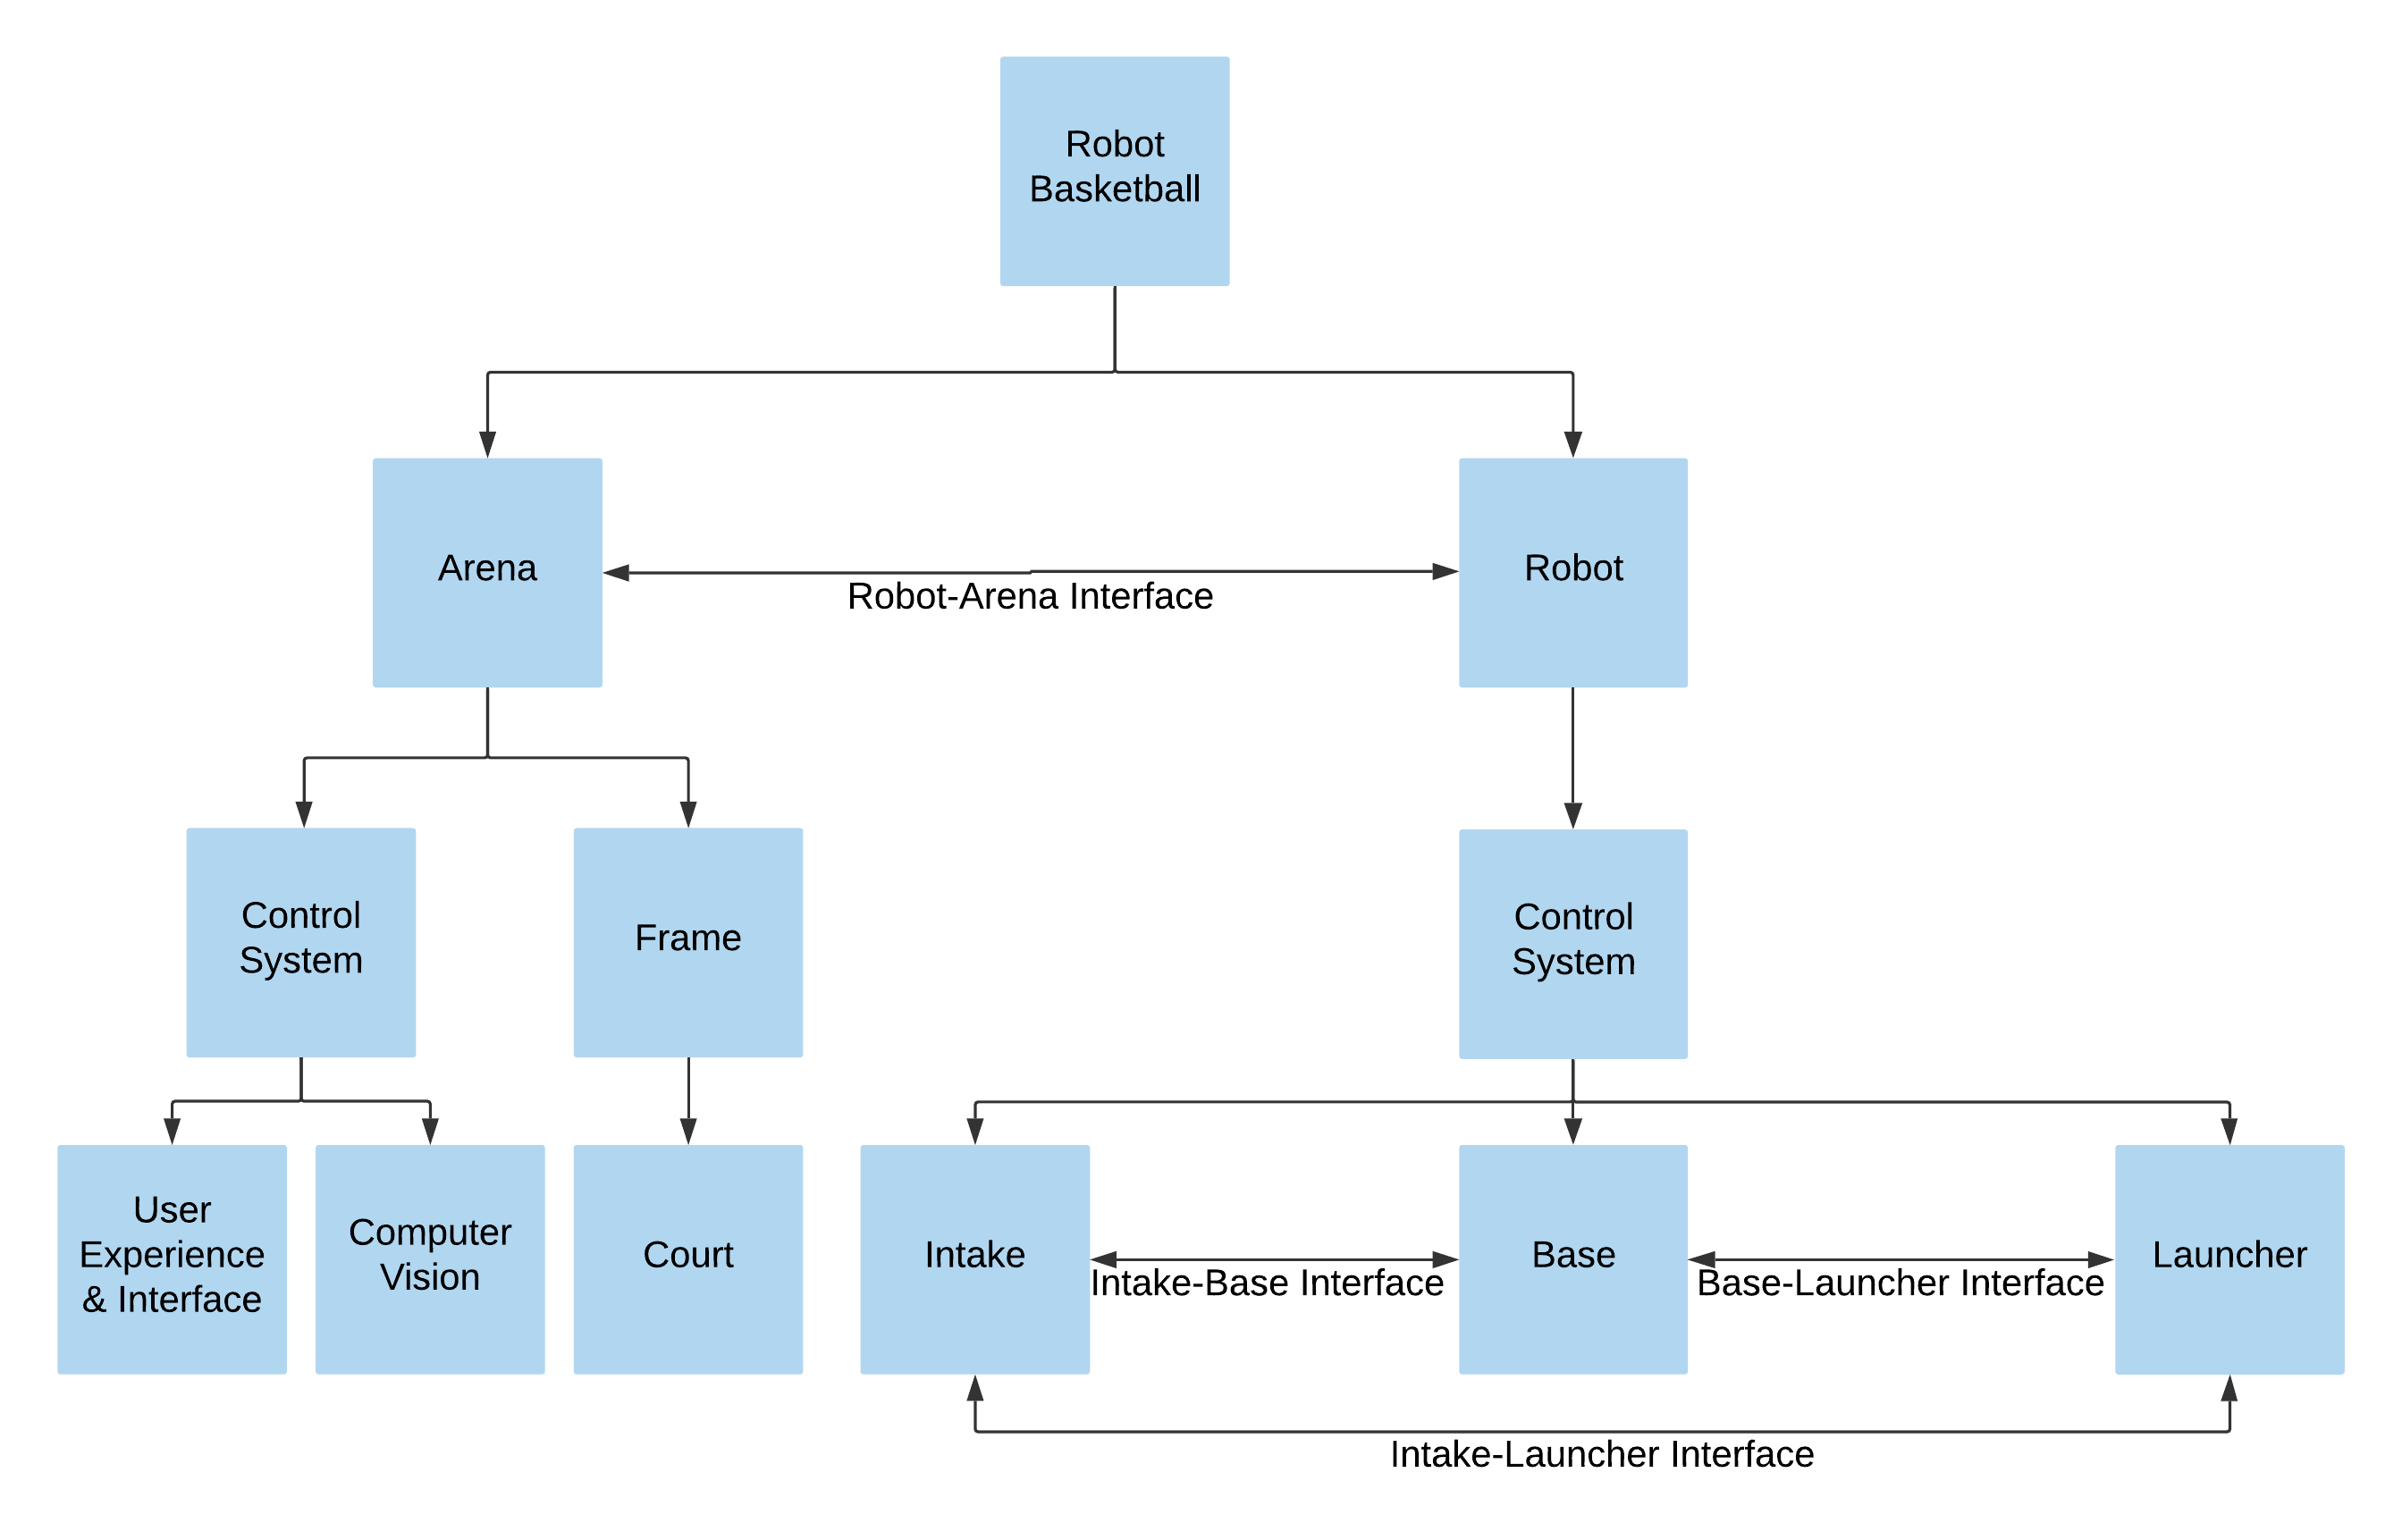 Robot
Basketball
Arena
Robot
Robot-Arena Interface
Control
System
Frame
Control
System
User
Experience
& Interface
Computer
Vision
Court
Intake
Base
Launcher
Intake-Base Interface
Base-Launcher Interface
Intake-Launcher Interface